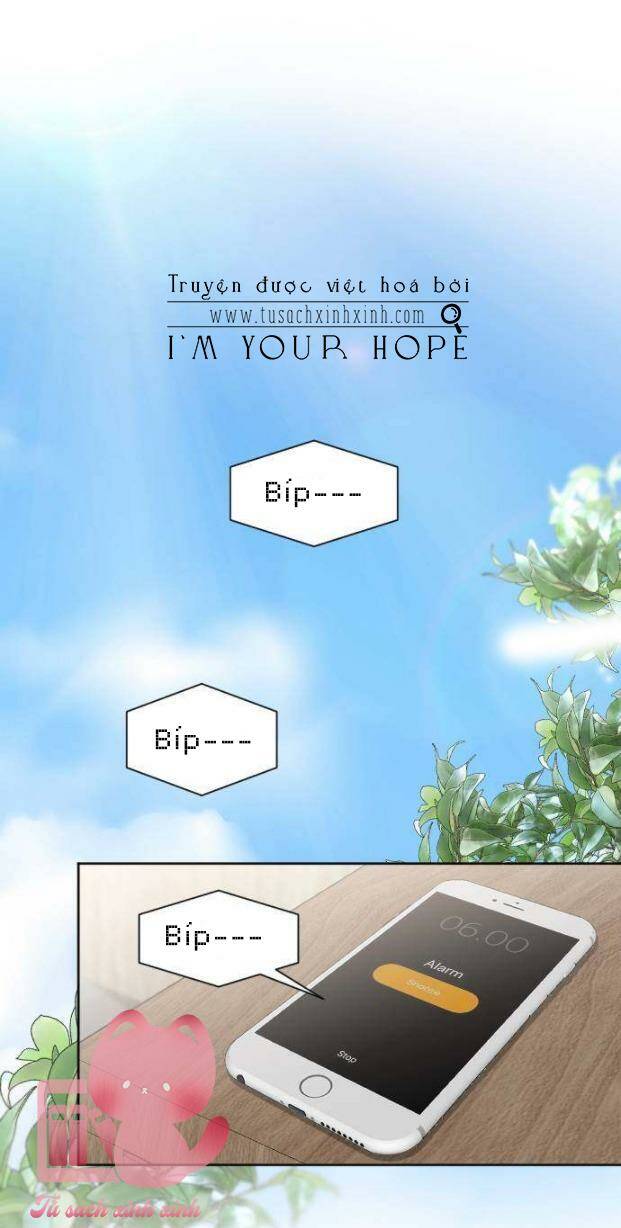 Truyện được việt hoá bởi
www.tusachxinhxinh.com
I'M YOUR HOPE
Bíp---
Bíp---
Bíp---
06.00
Alarm
Snooze
Stop
Tủ sách xinh xinh